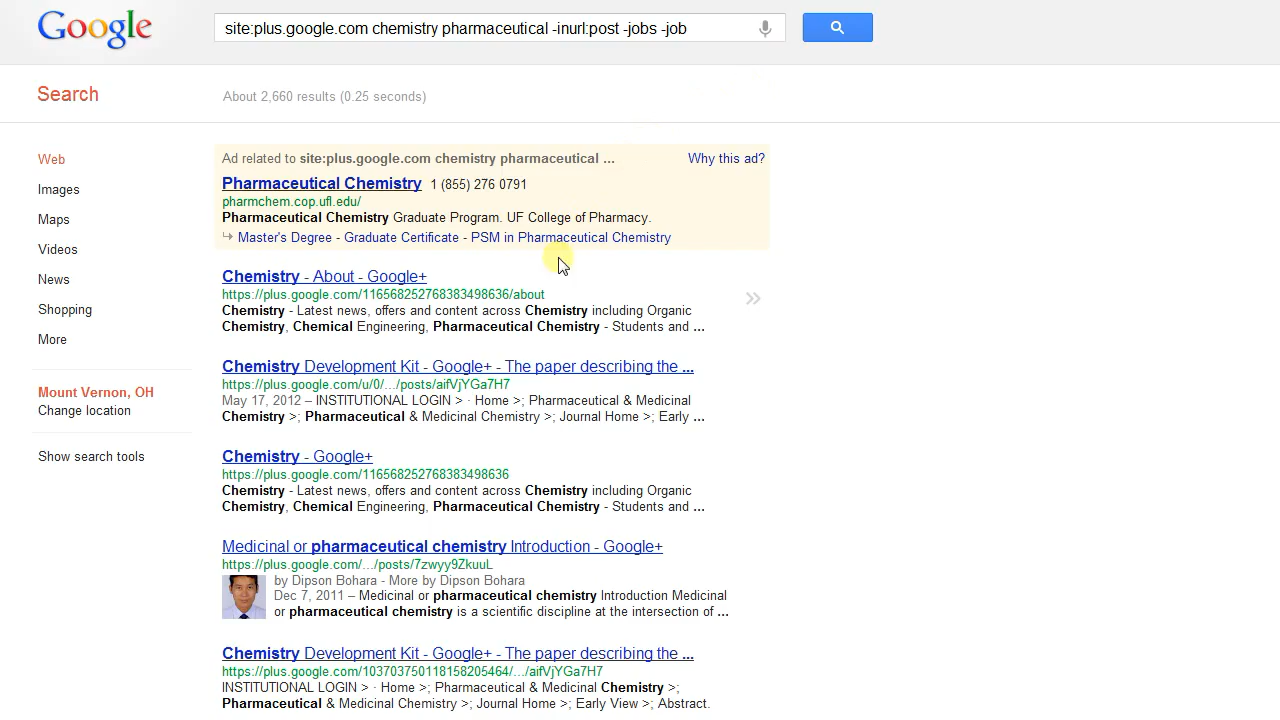 Google
site:plus.google.com chemistry pharmaceutical -inurl:post -jobs -job
Search
About 2,660 results (0.25 seconds)
Web
Images
Maps
Videos
News
Shopping
More
Mount Vernon, OH
Change location
Show search tools
Ad related to site:plus.google.com chemistry pharmaceutical ...
Why this ad?
Pharmaceutical Chemistry 1 (855) 276 0791
pharmchem.cop.ufl.edu/
Pharmaceutical Chemistry Graduate Program. UF College of Pharmacy.
Master's Degree - Graduate Certificate - PSM in Pharmaceutical Chemistry
Chemistry - About - Google+
https://plus.google.com/116568252768383498636/about
Chemistry - Latest news, offers and content across Chemistry including Organic
Chemistry, Chemical Engineering, Pharmaceutical Chemistry - Students and ...
Chemistry Development Kit - Google+ - The paper describing the ...
https://plus.google.com/u/0/.../posts/aifVjYGa7H7
May 17, 2012 – INSTITUTIONAL LOGIN > · Home >; Pharmaceutical & Medicinal
Chemistry >; Pharmaceutical & Medicinal Chemistry >; Journal Home >; Early ...
Chemistry - Google+
https://plus.google.com/116568252768383498636
Chemistry - Latest news, offers and content across Chemistry including Organic
Chemistry, Chemical Engineering, Pharmaceutical Chemistry - Students and ...
Medicinal or pharmaceutical chemistry Introduction - Google+
https://plus.google.com/.../posts/7zwyy9ZkuuL
by Dipson Bohara - More by Dipson Bohara
Dec 7, 2011 – Medicinal or pharmaceutical chemistry Introduction Medicinal
or pharmaceutical chemistry is a scientific discipline at the intersection of ...
Chemistry Development Kit - Google+ - The paper describing the ...
https://plus.google.com/103703750118158205464/.../aifVjYGa7H7
INSTITUTIONAL LOGIN > · Home >; Pharmaceutical & Medicinal Chemistry >;
Pharmaceutical & Medicinal Chemistry >; Journal Home >; Early View >; Abstract.